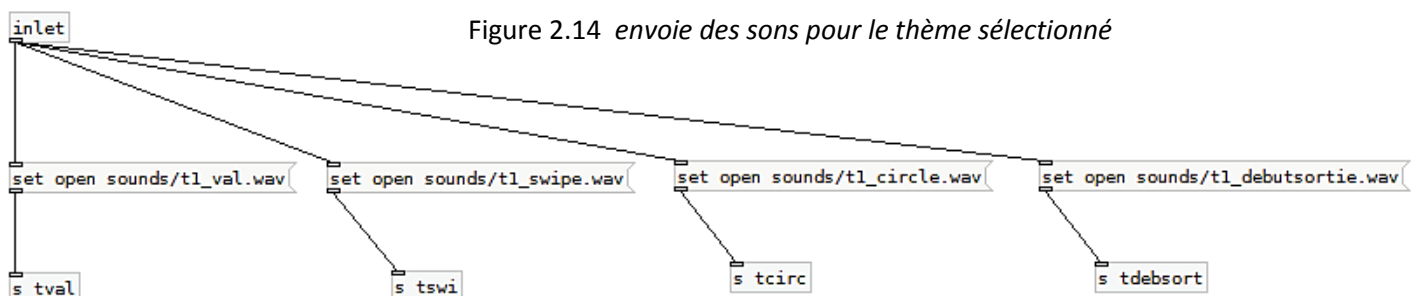 inlet
Figure 2.14 envoie des sons pour le thème sélectionné
set open sounds/t1_val.wav
set open sounds/t1_swipe.wav
set open sounds/t1_circle.wav
set open sounds/t1_debutsortie.wav
s tval
s tswi
s tcirc
s tdebsort